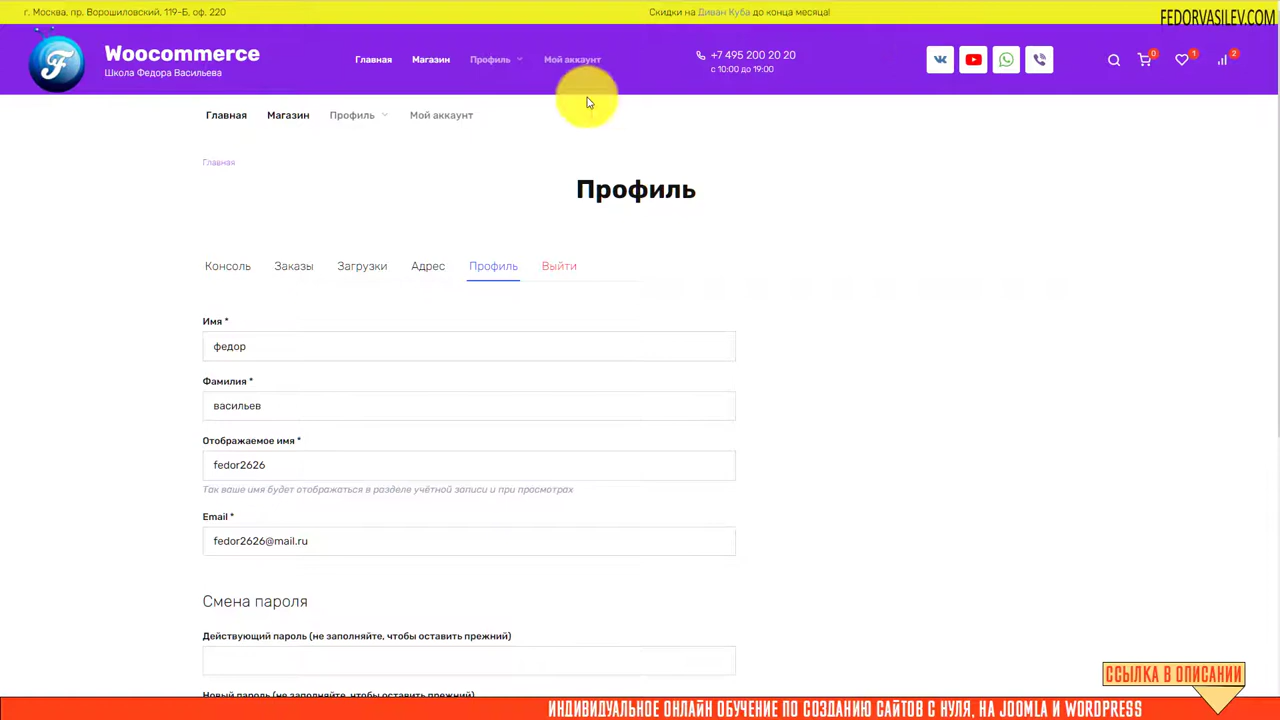 г. Москва, пр. Ворошиловский, 119-Б, оф. 220
Скидки на Диван Куба до конца месяца!
FEDORVASILEV.COM
Woocommerce
Школа Федора Васильева
Главная Магазин Профиль Мой аккаунт
+7 495 200 20 20
с 10:00 до 19:00
0 1 2
Главная Магазин Профиль Мой аккаунт
Главная
Профиль
Консоль Заказы Загрузки Адрес Профиль Выйти
Имя *
федор
Фамилия *
васильев
Отображаемое имя *
fedor2626
Так ваше имя будет отображаться в разделе учётной записи и при просмотрах
Email *
fedor2626@mail.ru
Смена пароля
Действующий пароль (не заполняйте, чтобы оставить прежний)
Новый пароль (не заполняйте, чтобы оставить прежний)
ССЫЛКА В ОПИСАНИИ
ИНДИВИДУАЛЬНОЕ ОНЛАЙН ОБУЧЕНИЕ ПО СОЗДАНИЮ САЙТОВ С НУЛЯ, НА JOOMLA И WORDPRESS